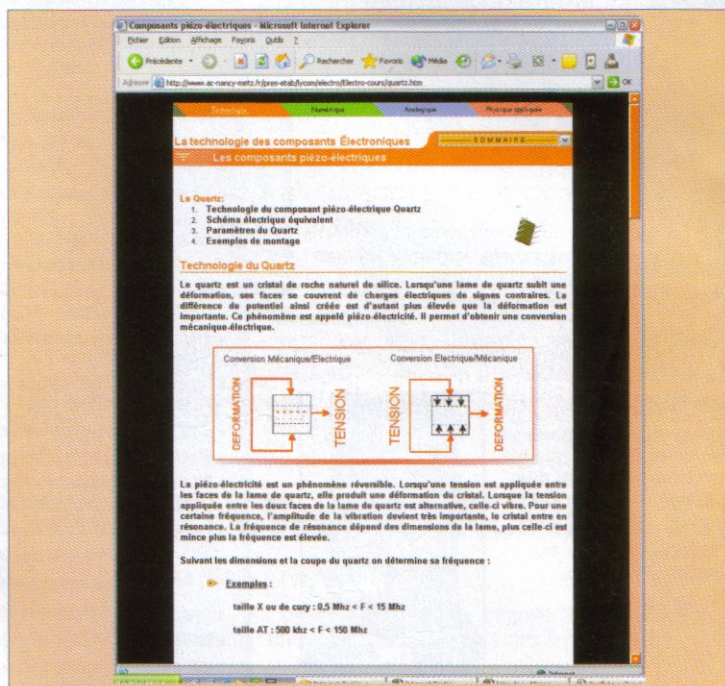 Composants piézo-électriques - Microsoft Internet Explorer
Fichier Edition Affichage Favoris Outils ?
Précédente Rechercher Favoris Média
Adresse http://www.ac-nancy-metz.fr/pres-etab/lycom/electro/Electro-cours/quartz.htm OK
Technologie Numérique Analogique Physique appliquée
La technologie des composants Électroniques SOMMAIRE
Les composants piézo-électriques
Le Quartz:
1. Technologie du composant piézo-électrique Quartz
2. Schéma électrique équivalent
3. Paramètres du Quartz
4. Exemples de montage
Technologie du Quartz
Le quartz est un cristal de roche naturel de silice. Lorsqu'une lame de quartz subit une
déformation, ses faces se couvrent de charges électriques de signes contraires. La
différence de potentiel ainsi créée est d'autant plus élevée que la déformation est
importante. Ce phénomène est appelé piézo-électricité. Il permet d'obtenir une conversion
mécanique-électrique.
Conversion Mécanique/Electrique
DEFORMATION
TENSION
Conversion Electrique/Mécanique
TENSION
DEFORMATION
La piézo-électricité est un phénomène réversible. Lorsqu'une tension est appliquée entre
les faces de la lame de quartz, elle produit une déformation du cristal. Lorsque la tension
appliquée entre les deux faces de la lame de quartz est alternative, celle-ci vibre. Pour une
certaine fréquence, l'amplitude de la vibration devient très importante, le cristal entre en
résonance. La fréquence de résonance dépend des dimensions de la lame, plus celle-ci est
mince plus la fréquence est élevée.
Suivant les dimensions et la coupe du quartz on détermine sa fréquence :
Exemples :
taille X ou de cury : 0,5 Mhz < F < 15 Mhz
taille AT : 500 khz < F < 150 Mhz
Internet